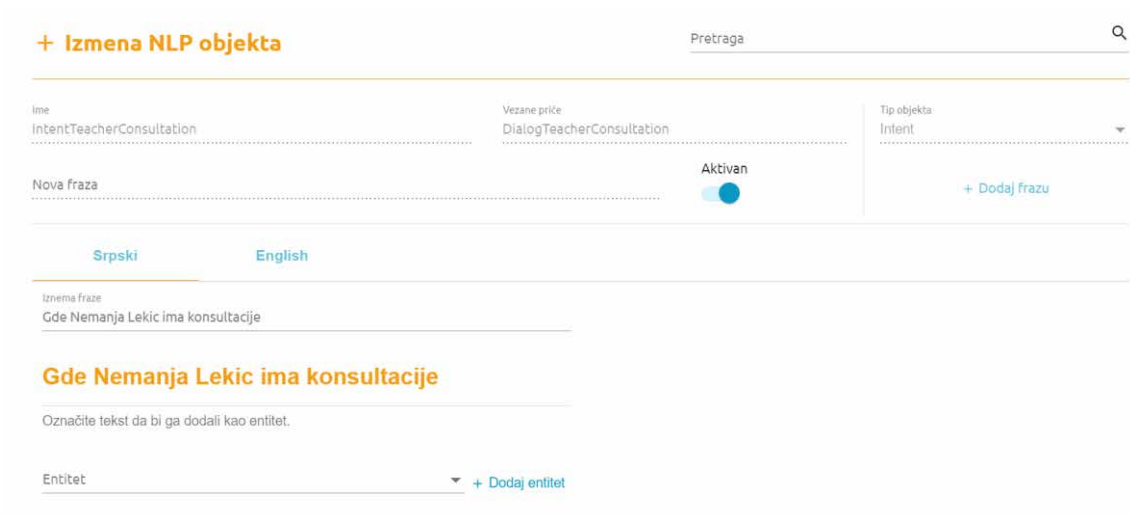 + Izmena NLP objekta
Pretraga
Ime
IntentTeacherConsultation
Vezane priče
DialogTeacherConsultation
Tip objekta
Intent
Nova fraza
Aktivan
+ Dodaj frazu
Srpski English
Iznema fraze
Gde Nemanja Lekic ima konsultacije
Gde Nemanja Lekic ima konsultacije
Označite tekst da bi ga dodali kao entitet.
Entitet
+ Dodaj entitet